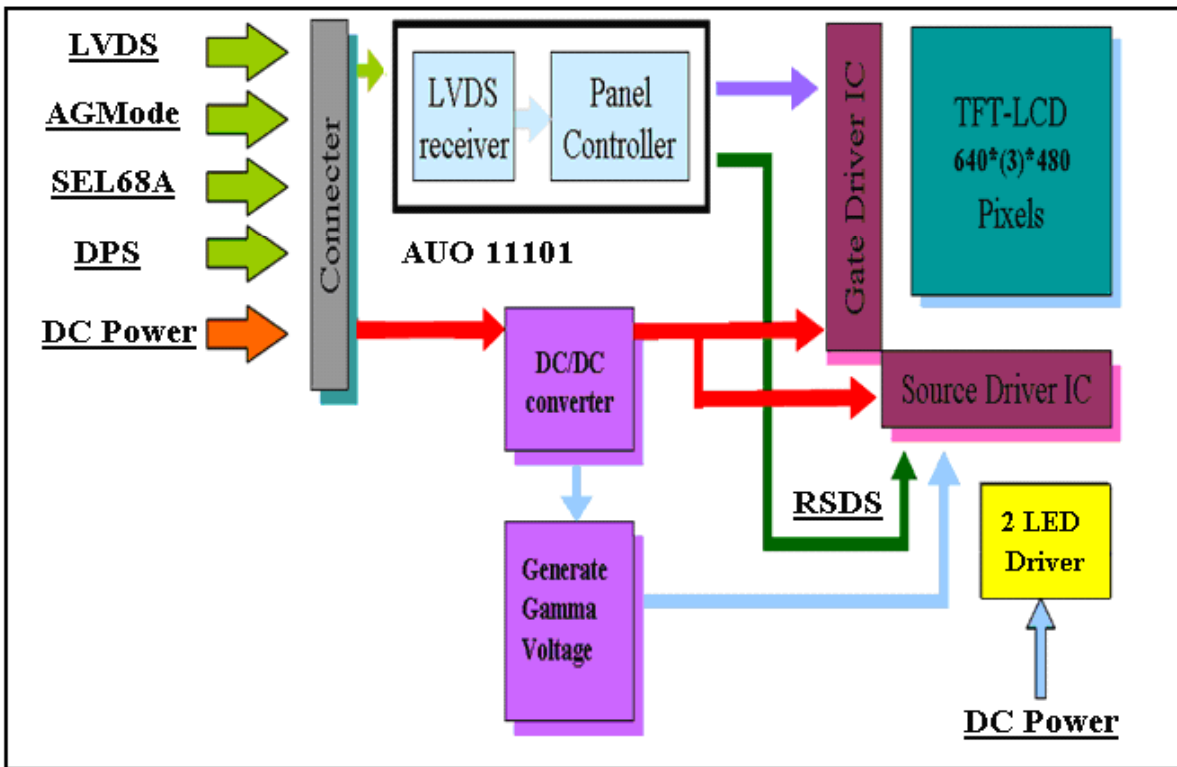 LVDS
AGMode
SEL68A
DPS
DC Power
Connecter
LVDS
receiver
Panel
Controller
AUO 11101
Gate Driver IC
TFT-LCD
640*(3)*480
Pixels
DC/DC
converter
Source Driver IC
RSDS
Generate
Gamma
Voltage
2 LED
Driver
DC Power